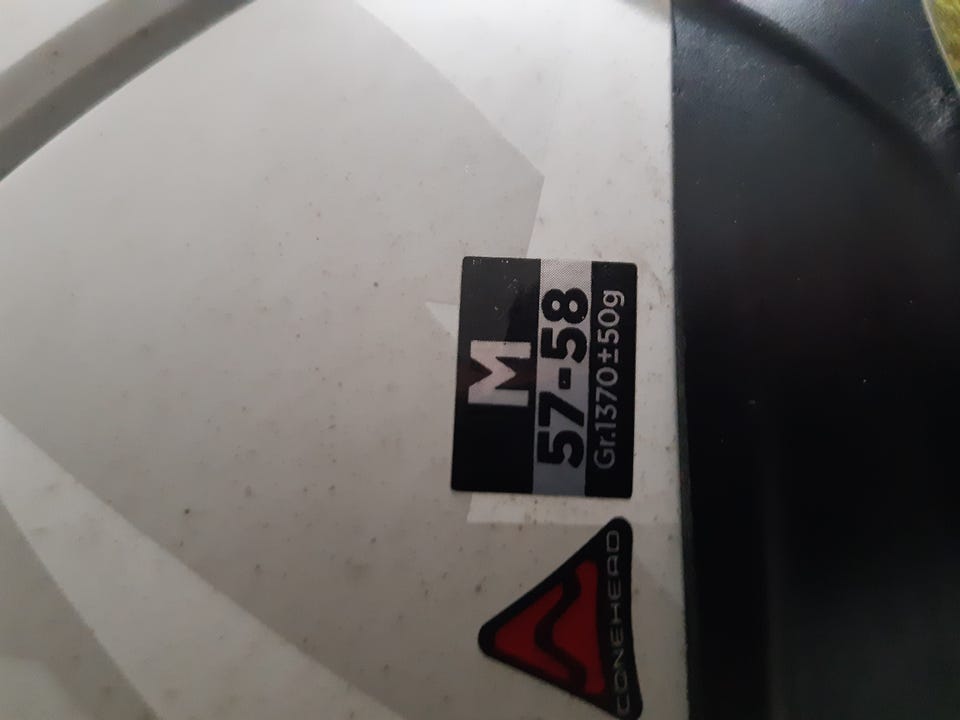 M
57-58
Gr.1370±50g
CONEHEAD